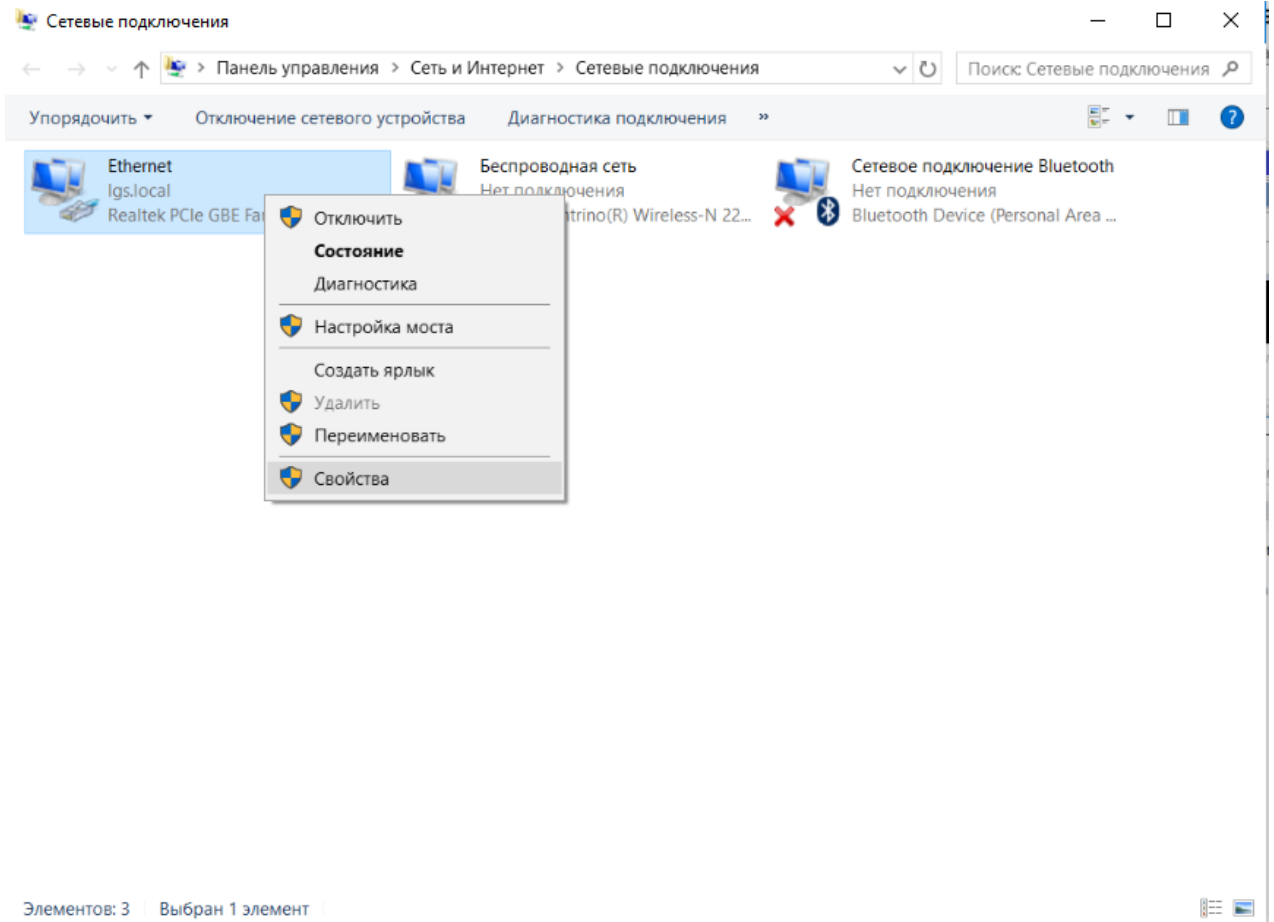 Сетевые подключения
Панель управления > Сеть и Интернет > Сетевые подключения
Поиск: Сетевые подключения
Упорядочить Отключение сетевого устройства Диагностика подключения »
Ethernet
lgs.local
Realtek PCIe GBE
Беспроводная сеть
Нет подключения
Wireless-N 22...
Сетевое подключение Bluetooth
Нет подключения
Bluetooth Device (Personal Area ...
Отключить
Состояние
Диагностика
Настройка моста
Создать ярлык
Удалить
Переименовать
Свойства
Элементов: 3 Выбран 1 элемент